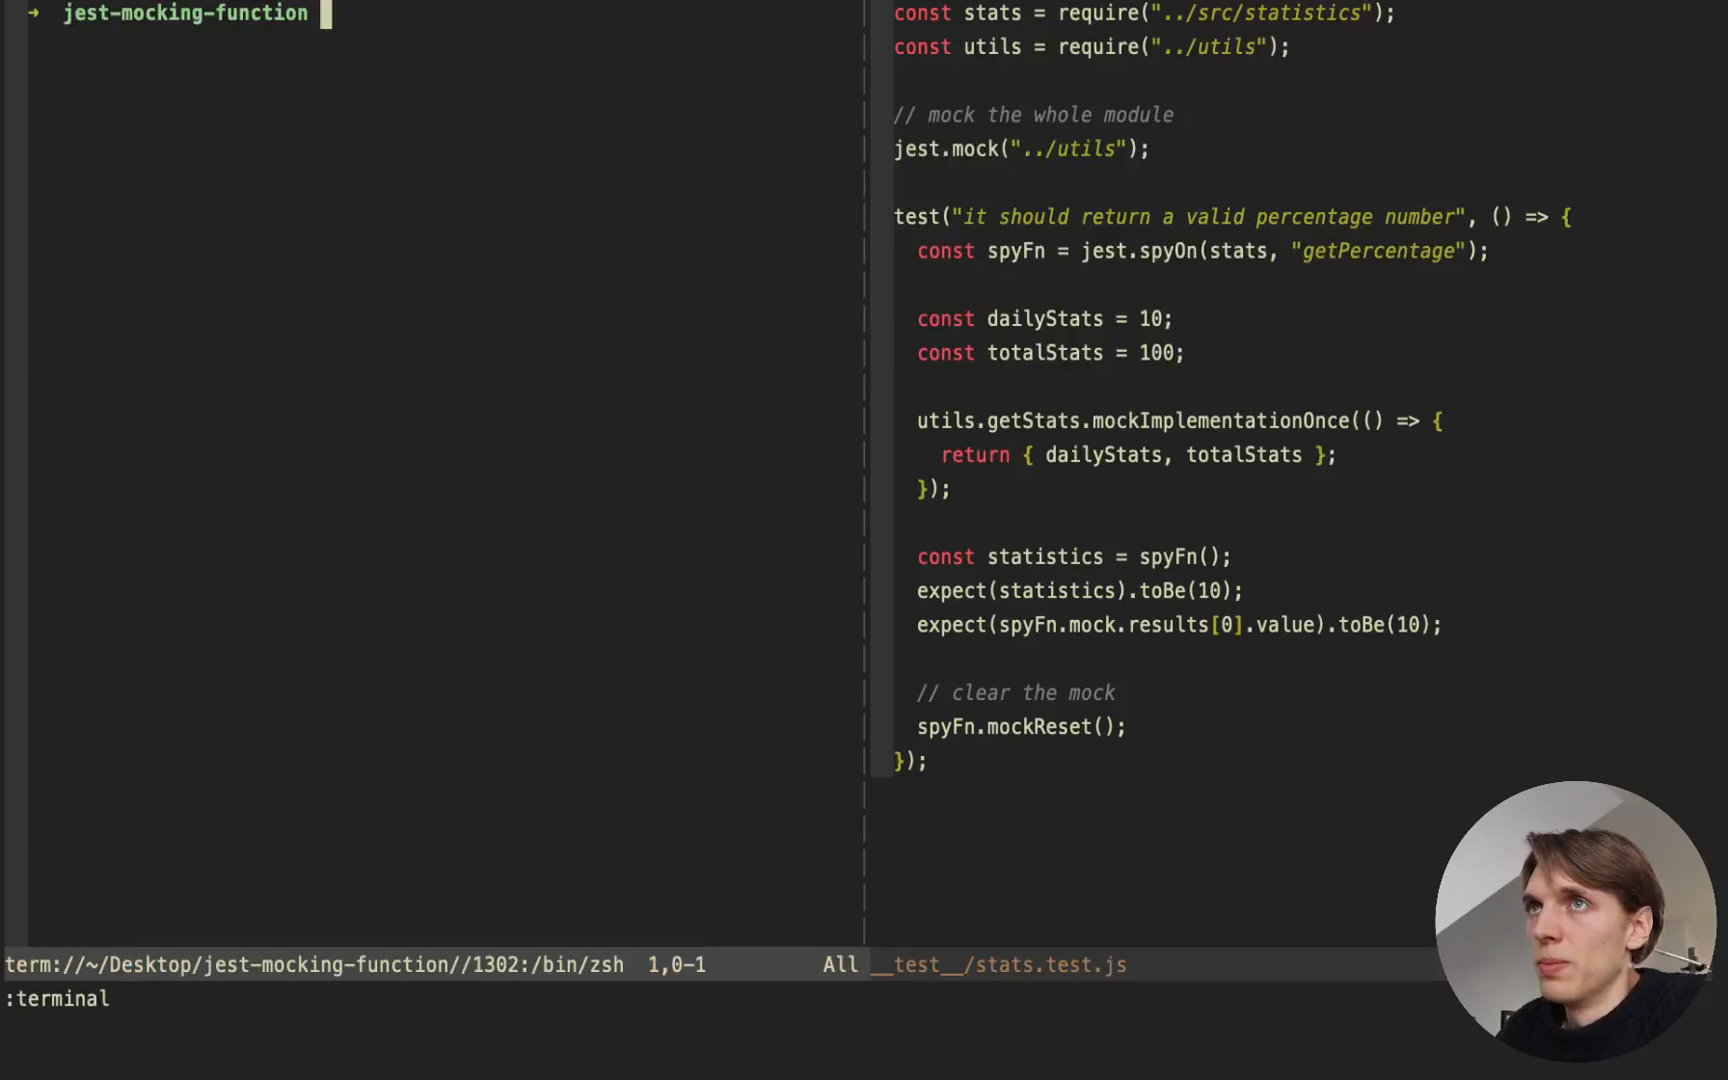 ➜ jest-mocking-function
const stats = require("../src/statistics");
const utils = require("../utils");
// mock the whole module
jest.mock("../utils");
test("it should return a valid percentage number", () => {
const spyFn = jest.spyOn(stats, "getPercentage");
const dailyStats = 10;
const totalStats = 100;
utils.getStats.mockImplementationOnce(() => {
return { dailyStats, totalStats };
});
const statistics = spyFn();
expect(statistics).toBe(10);
expect(spyFn.mock.results[0].value).toBe(10);
// clear the mock
spyFn.mockReset();
});
term://~/Desktop/jest-mocking-function//1302:/bin/zsh 1,0-1 All
__test__/stats.test.js
:terminal